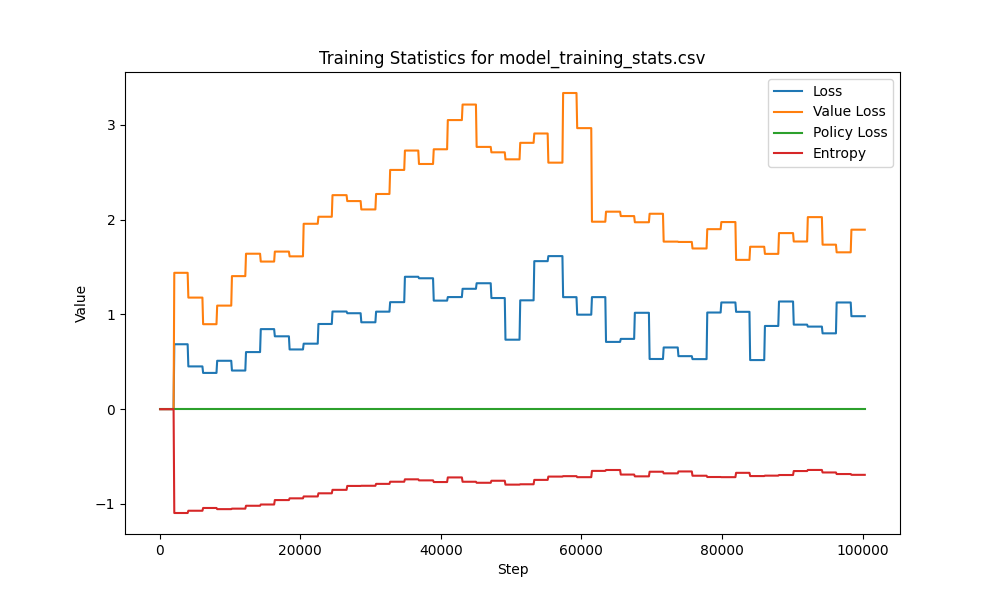 Training Statistics for model_training_stats.csv
Loss
Value Loss
Policy Loss
Entropy
3
2
1
0
−1
Value
0
20000
40000
60000
80000
100000
Step